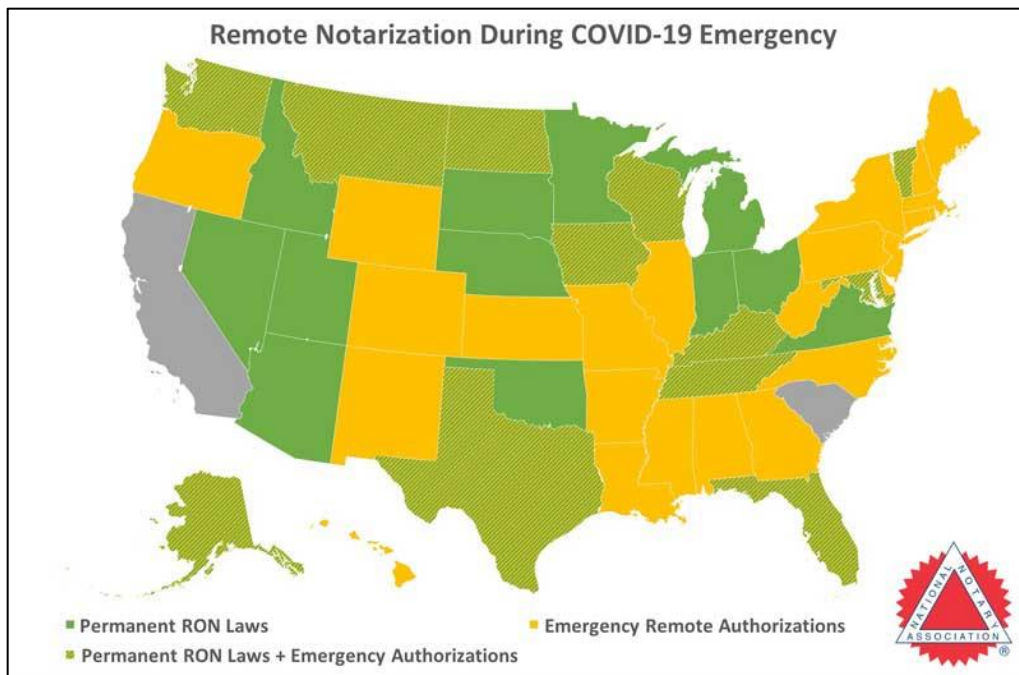 Remote Notarization During COVID-19 Emergency
Permanent RON Laws
Emergency Remote Authorizations
Permanent RON Laws + Emergency Authorizations
NATIONAL NOTARY ASSOCIATION
®